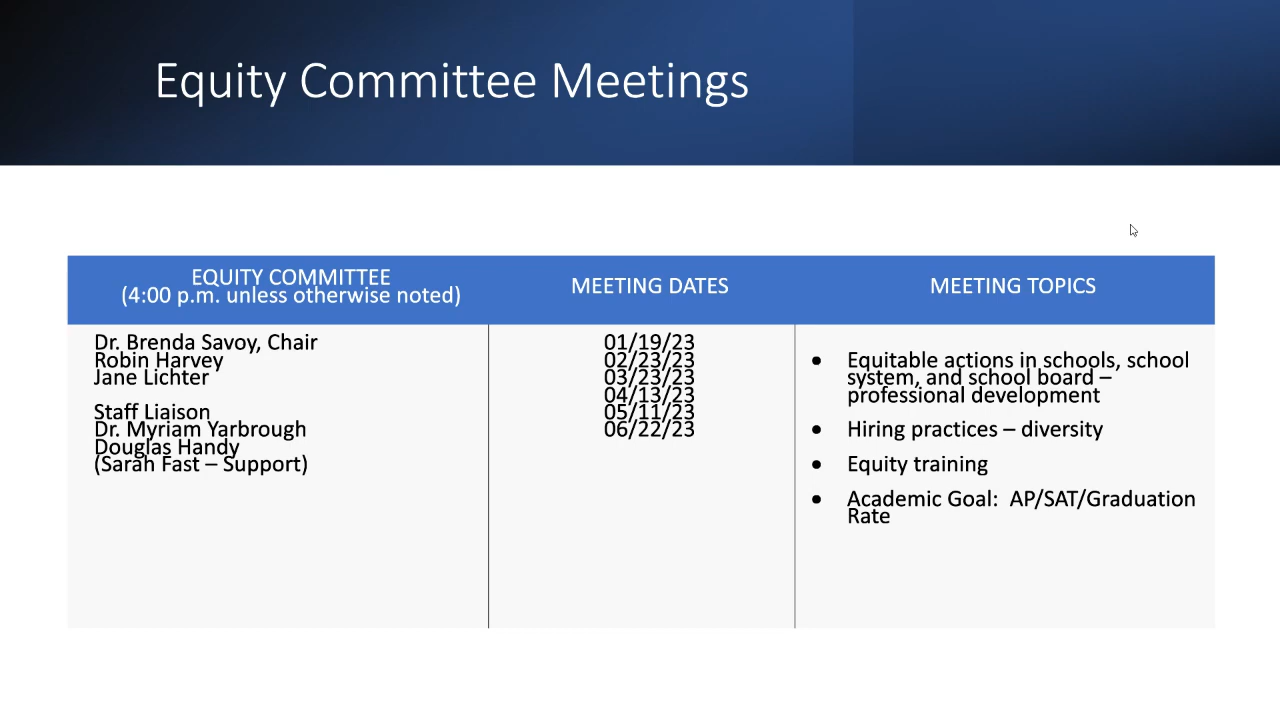 Equity Committee Meetings
EQUITY COMMITTEE
(4:00 p.m. unless otherwise noted)
MEETING DATES
MEETING TOPICS
Dr. Brenda Savoy, Chair
Robin Harvey
Jane Lichter
Staff Liaison
Dr. Myriam Yarbrough
Douglas Handy
(Sarah Fast – Support)
01/19/23
02/23/23
03/23/23
04/13/23
05/11/23
06/22/23
• Equitable actions in schools, school
system, and school board –
professional development
• Hiring practices – diversity
• Equity training
• Academic Goal:  AP/SAT/Graduation
Rate